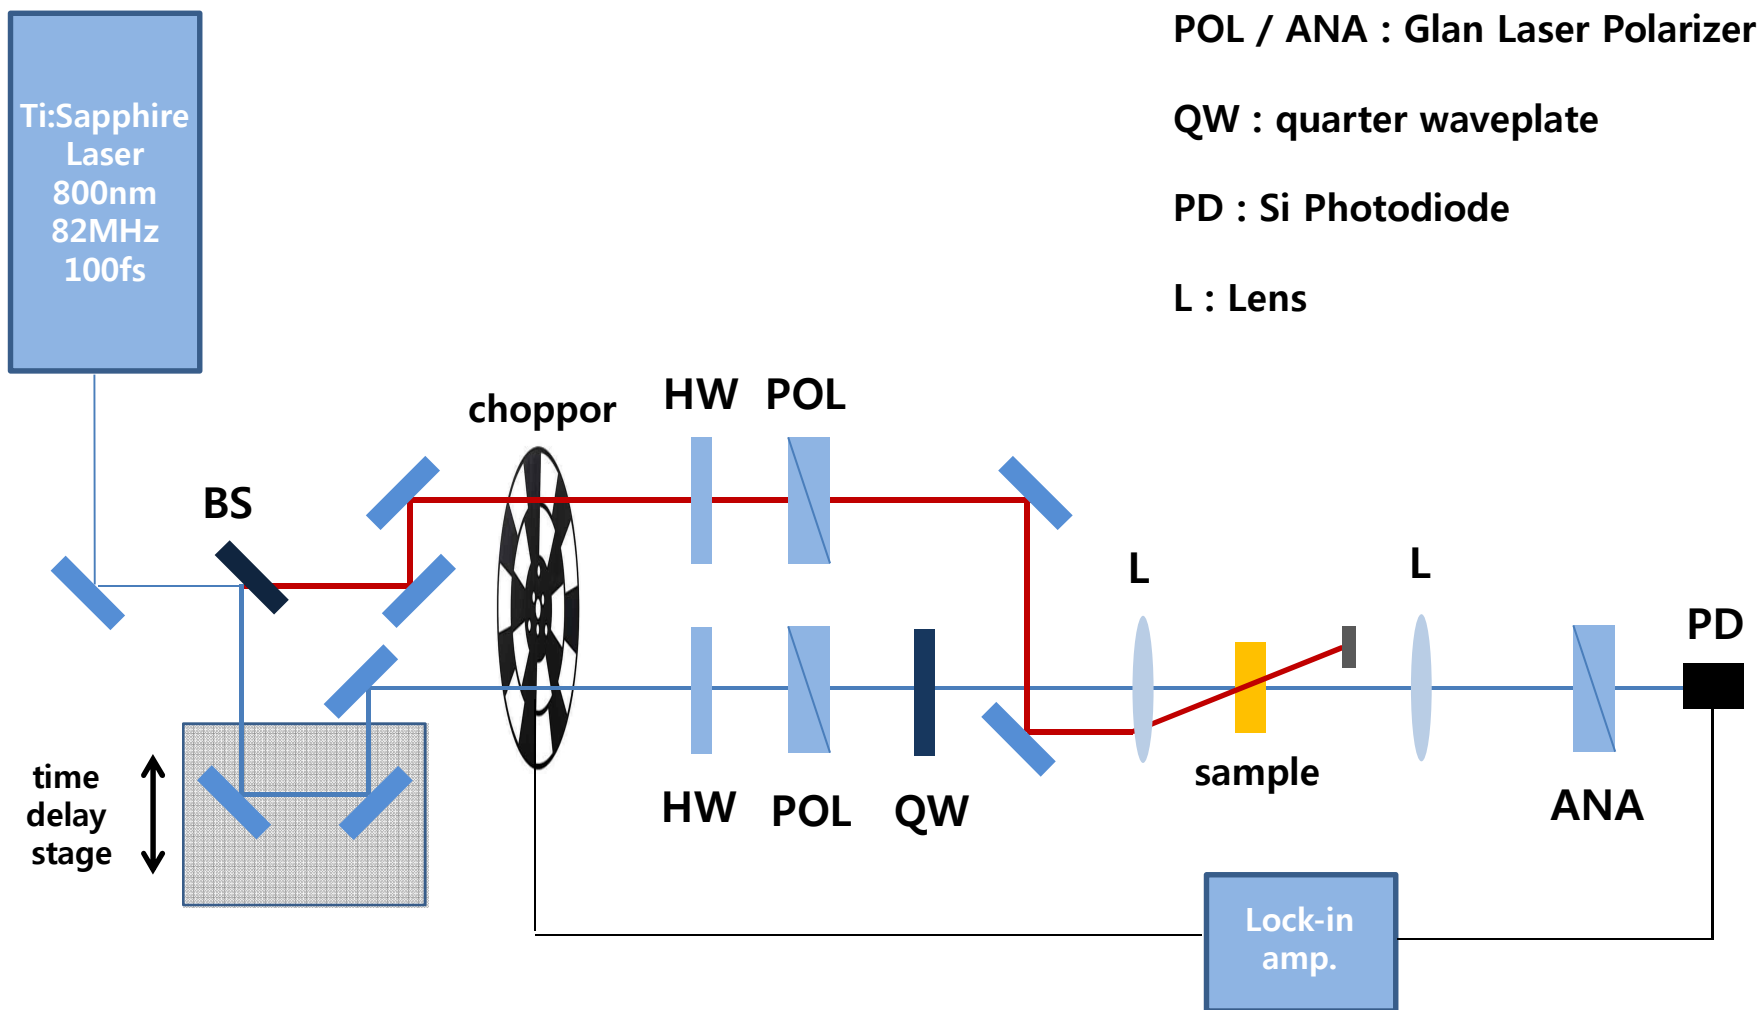 POL / ANA : Glan Laser Polarizer
QW : quarter waveplate
PD : Si Photodiode
L : Lens
Ti:Sapphire
Laser
800nm
82MHz
100fs
choppor
HW
POL
BS
L
L
PD
time
delay
stage
HW
POL
QW
sample
ANA
Lock-in
amp.